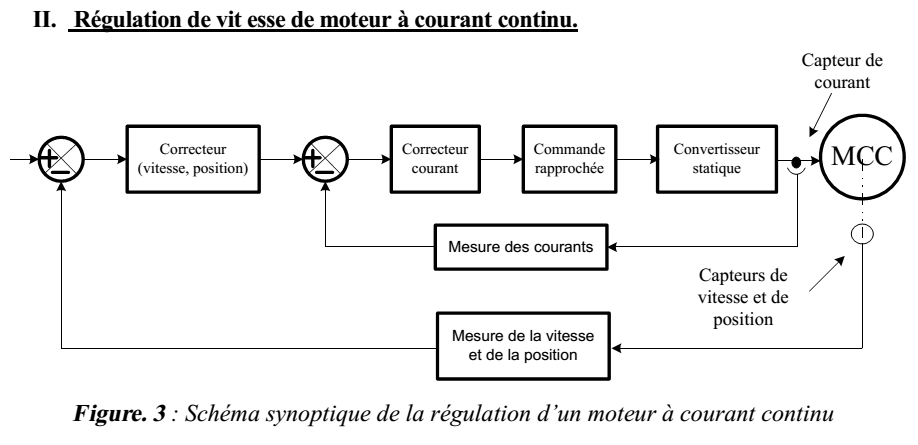 II. Régulation de vit esse de moteur à courant continu.
Capteur de
courant
Correcteur
(vitesse, position)
Correcteur
courant
Commande
rapprochée
Convertisseur
statique
MCC
Mesure des courants
Capteurs de
vitesse et de
position
Mesure de la vitesse
et de la position
Figure. 3 : Schéma synoptique de la régulation d’un moteur à courant continu